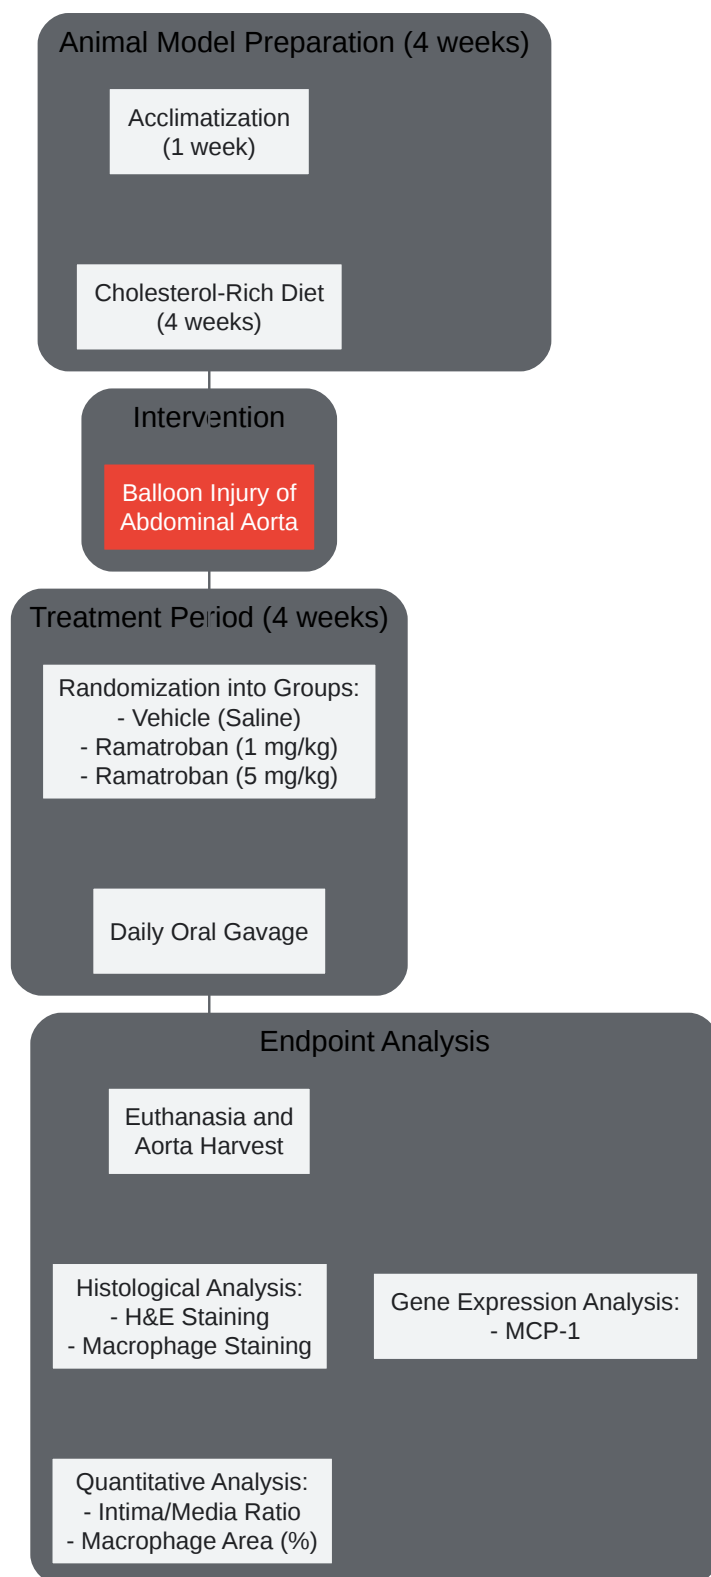 Animal Model Preparation (4 weeks)
Acclimatization
(1 week)
Cholesterol-Rich Diet
(4 weeks)
Intervention
Balloon Injury of
Abdominal Aorta
Treatment Period (4 weeks)
Randomization into Groups:
- Vehicle (Saline)
- Ramatroban (1 mg/kg)
- Ramatroban (5 mg/kg)
Daily Oral Gavage
Endpoint Analysis
Euthanasia and
Aorta Harvest
Histological Analysis:
- H&E Staining
- Macrophage Staining
Gene Expression Analysis:
- MCP-1
Quantitative Analysis:
- Intima/Media Ratio
- Macrophage Area (%)